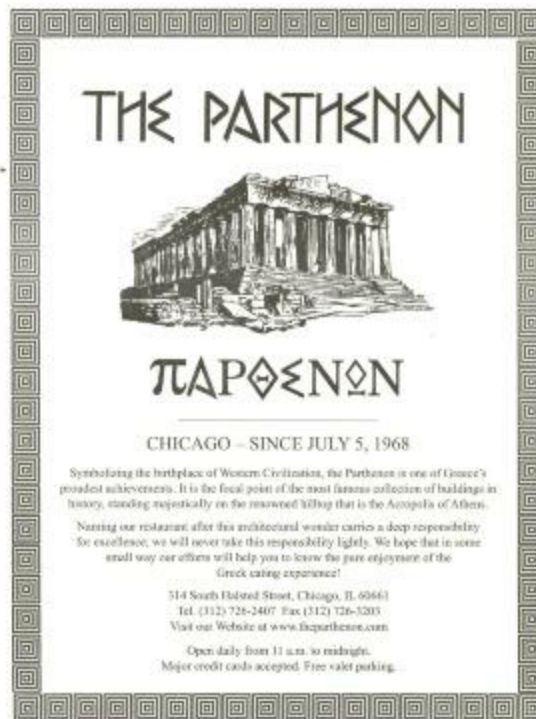 THE PARTHENON
πΑΡΘΕΝΩΝ
CHICAGO – SINCE JULY 5, 1968
Symbolizing the birthplace of Western Civilization, the Parthenon is one of Greece's
proudest achievements. It is the focal point of the most famous collection of buildings in
history, standing majestically on the renowned hilltop that is the Acropolis of Athens.
Naming our restaurant after this architectural wonder carries a deep responsibility
for excellence; we will never take this responsibility lightly. We hope that in some
small way our efforts will help you to know the pure enjoyment of the
Greek eating experience!
314 South Halsted Street, Chicago, IL 60661
Tel. (312) 726-2407 Fax (312) 726-3203
Visit our Website at www.theparthenon.com
Open daily from 11 a.m. to midnight.
Major credit cards accepted. Free valet parking.